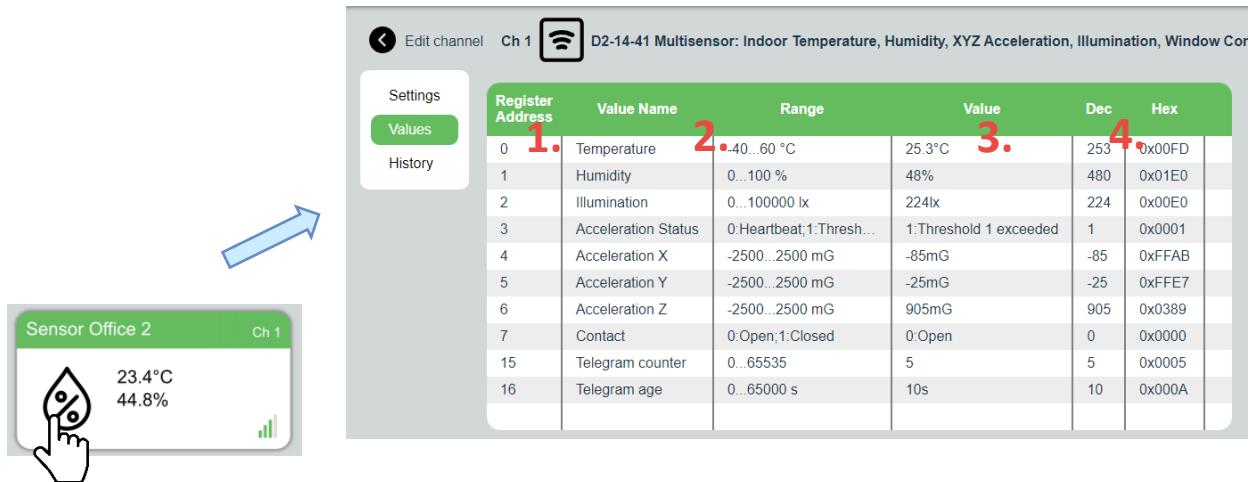 Edit channel Ch 1 D2-14-41 Multisensor: Indoor Temperature, Humidity, XYZ Acceleration, Illumination, Window Con
Settings
Values
History
Register Address Value Name Range Value Dec Hex
1. 2. 3. 4.
0 Temperature -40...60 °C 25.3°C 253 0x00FD
1 Humidity 0...100 % 48% 480 0x01E0
2 Illumination 0...100000 lx 224lx 224 0x00E0
3 Acceleration Status 0:Heartbeat;1:Thresh... 1:Threshold 1 exceeded 1 0x0001
4 Acceleration X -2500...2500 mG -85mG -85 0xFFAB
5 Acceleration Y -2500...2500 mG -25mG -25 0xFFE7
6 Acceleration Z -2500...2500 mG 905mG 905 0x0389
7 Contact 0:Open;1:Closed 0:Open 0 0x0000
15 Telegram counter 0...65535 5 5 0x0005
16 Telegram age 0...65000 s 10s 10 0x000A
Sensor Office 2 Ch 1
23.4°C
44.8%